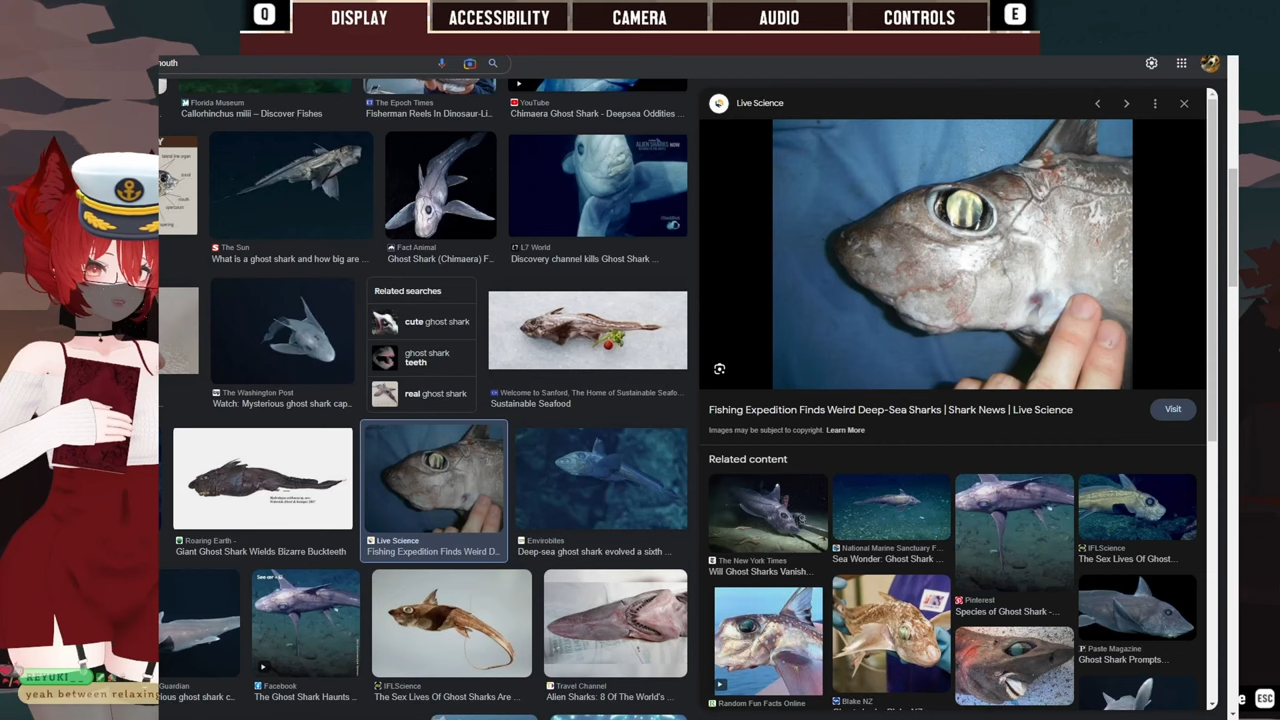 Q
DISPLAY
ACCESSIBILITY
CAMERA
AUDIO
CONTROLS
E
mouth
Live Science
Florida Museum
Callorhinchus milii – Discover Fishes
The Epoch Times
Fisherman Reels In Dinosaur-Li...
YouTube
Chimaera Ghost Shark - Deepsea Oddities ...
The Sun
What is a ghost shark and how big are ...
Fact Animal
Ghost Shark (Chimaera) F...
L7 World
Discovery channel kills Ghost Shark ...
Related searches
cute ghost shark
ghost shark
teeth
real ghost shark
The Washington Post
Watch: Mysterious ghost shark cap...
Welcome to Sanford, The Home of Sustainable Seafo...
Sustainable Seafood
Roaring Earth -
Giant Ghost Shark Wields Bizarre Buckteeth
Live Science
Fishing Expedition Finds Weird D...
Envirobites
Deep-sea ghost shark evolved a sixth ...
Guardian
ious ghost shark c...
Facebook
The Ghost Shark Haunts ...
IFLScience
The Sex Lives Of Ghost Sharks Are ...
Travel Channel
Alien Sharks: 8 Of The World's ...
Fishing Expedition Finds Weird Deep-Sea Sharks | Shark News | Live Science
Visit
Images may be subject to copyright. Learn More
Related content
The New York Times
Will Ghost Sharks Vanish...
National Marine Sanctuary F...
Sea Wonder: Ghost Shark ...
Pinterest
Species of Ghost Shark -...
IFLScience
The Sex Lives Of Ghost...
Paste Magazine
Ghost Shark Prompts...
Random Fun Facts Online
Blake NZ
REYUKI__
yeah between relaxing
e
ESC